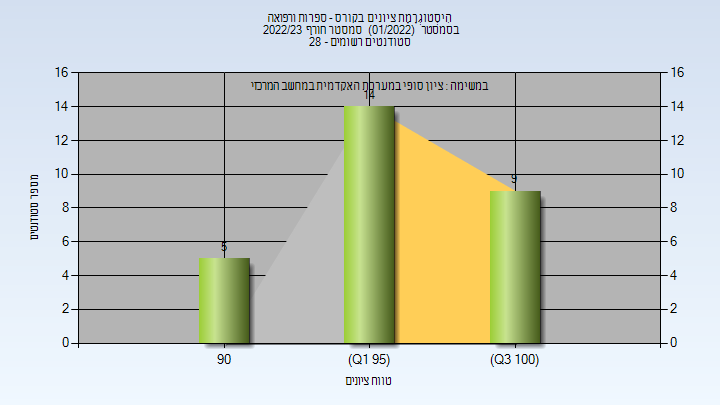 היסטוגרמת ציונים בקורס - ספרות ורפואה
בסמסטר (01/2022) סמסטר חורף 2022/23
סטודנטים רשומים - 28
במשימה : ציון סופי במערכת האקדמית במחשב המרכזי
16
14
12
10
8
6
4
2
0
16
14
12
10
8
6
4
2
0
מספר סטודנטים
5
14
9
90
(Q1 95)
(Q3 100)
טווח ציונים